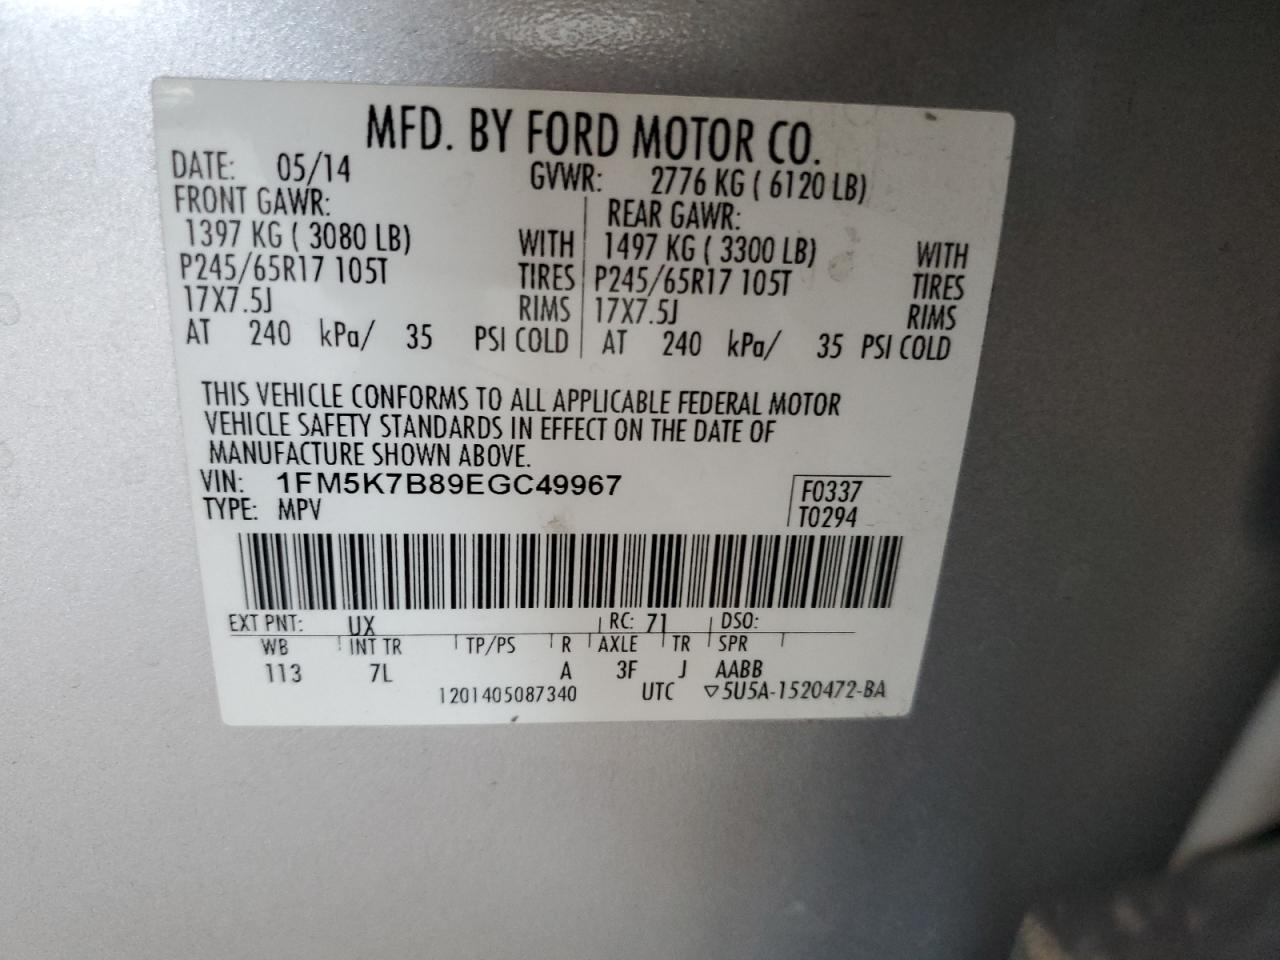 MFD. BY FORD MOTOR CO.
DATE: 05/14 GVWR: 2776 KG ( 6120 LB)
FRONT GAWR: REAR GAWR:
1397 KG ( 3080 LB) WITH 1497 KG ( 3300 LB) WITH
P245/65R17 105T TIRES P245/65R17 105T TIRES
17X7.5J RIMS 17X7.5J RIMS
AT 240 kPa/ 35 PSI COLD AT 240 kPa/ 35 PSI COLD
THIS VEHICLE CONFORMS TO ALL APPLICABLE FEDERAL MOTOR
VEHICLE SAFETY STANDARDS IN EFFECT ON THE DATE OF
MANUFACTURE SHOWN ABOVE.
VIN: 1FM5K7B89EGC49967 F0337
TYPE: MPV T0294
EXT PNT: UX RC: 71 DSO:
WB INT TR TP/PS R AXLE TR SPR
113 7L A 3F J AABB
1201405087340 UTC ▽5U5A-1520472-BA